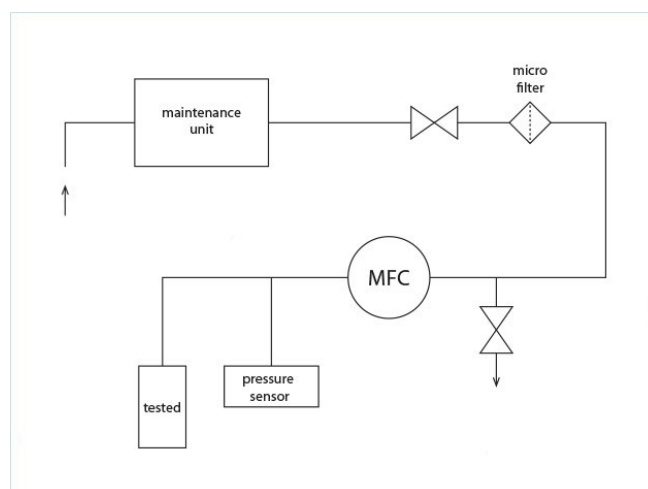 micro
filter
maintenance
unit
MFC
pressure
sensor
tested